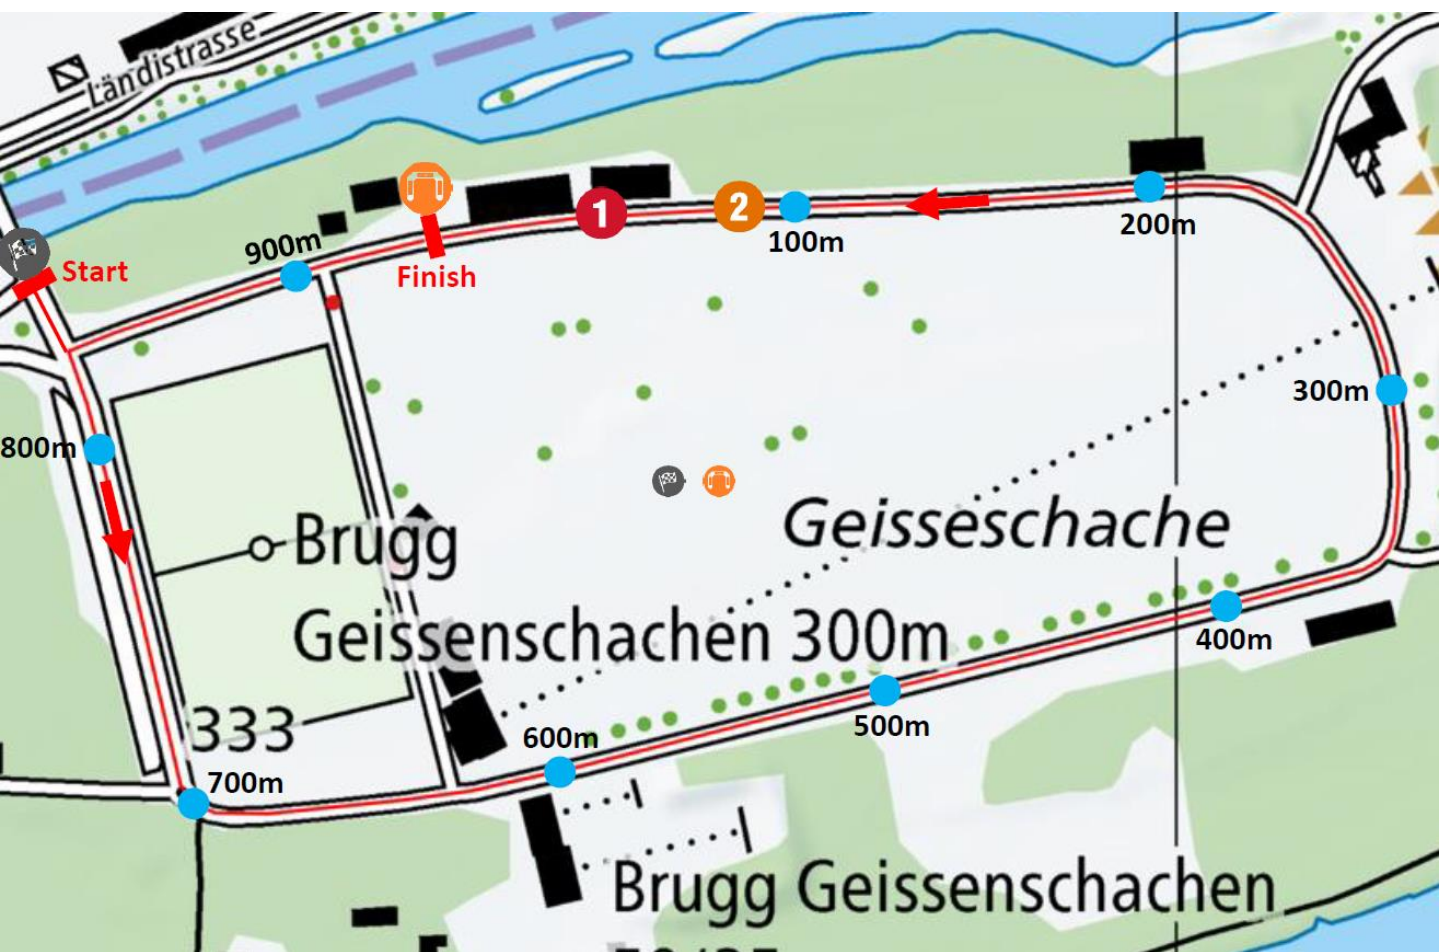 Ländistrasse
Start
900m
Finish
1
2
100m
200m
300m
800m
Geisseschache
Brugg
Geissenschachen 300m
400m
500m
600m
333
700m
Brugg Geissenschachen